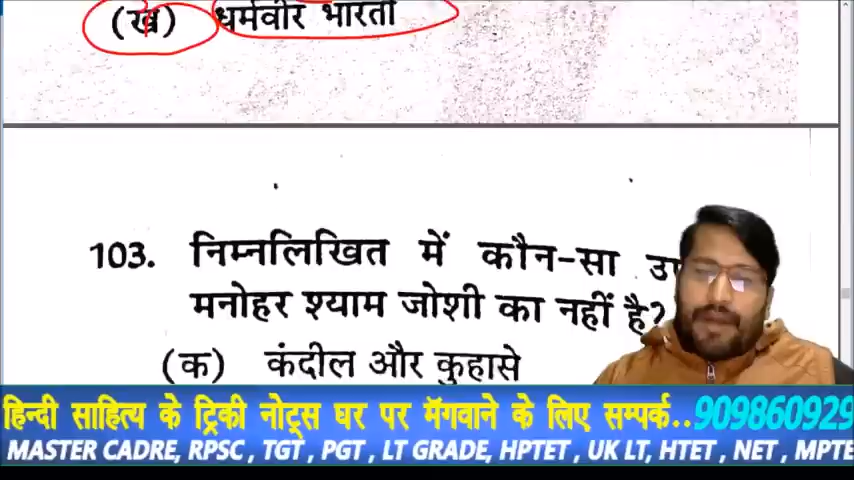 (ख) धर्मवीर भारती
103. निम्नलिखित में कौन-सा
मनोहर श्याम जोशी का नहीं है?
(क) कंदील और कुहासे
हिन्दी साहित्य के ट्रिकी नोट्स घर पर मॅगवाने के लिए सम्पर्क..909860929
MASTER CADRE, RPSC , TGT , PGT , LT GRADE, HPTET , UK LT, HTET , NET , MPTE